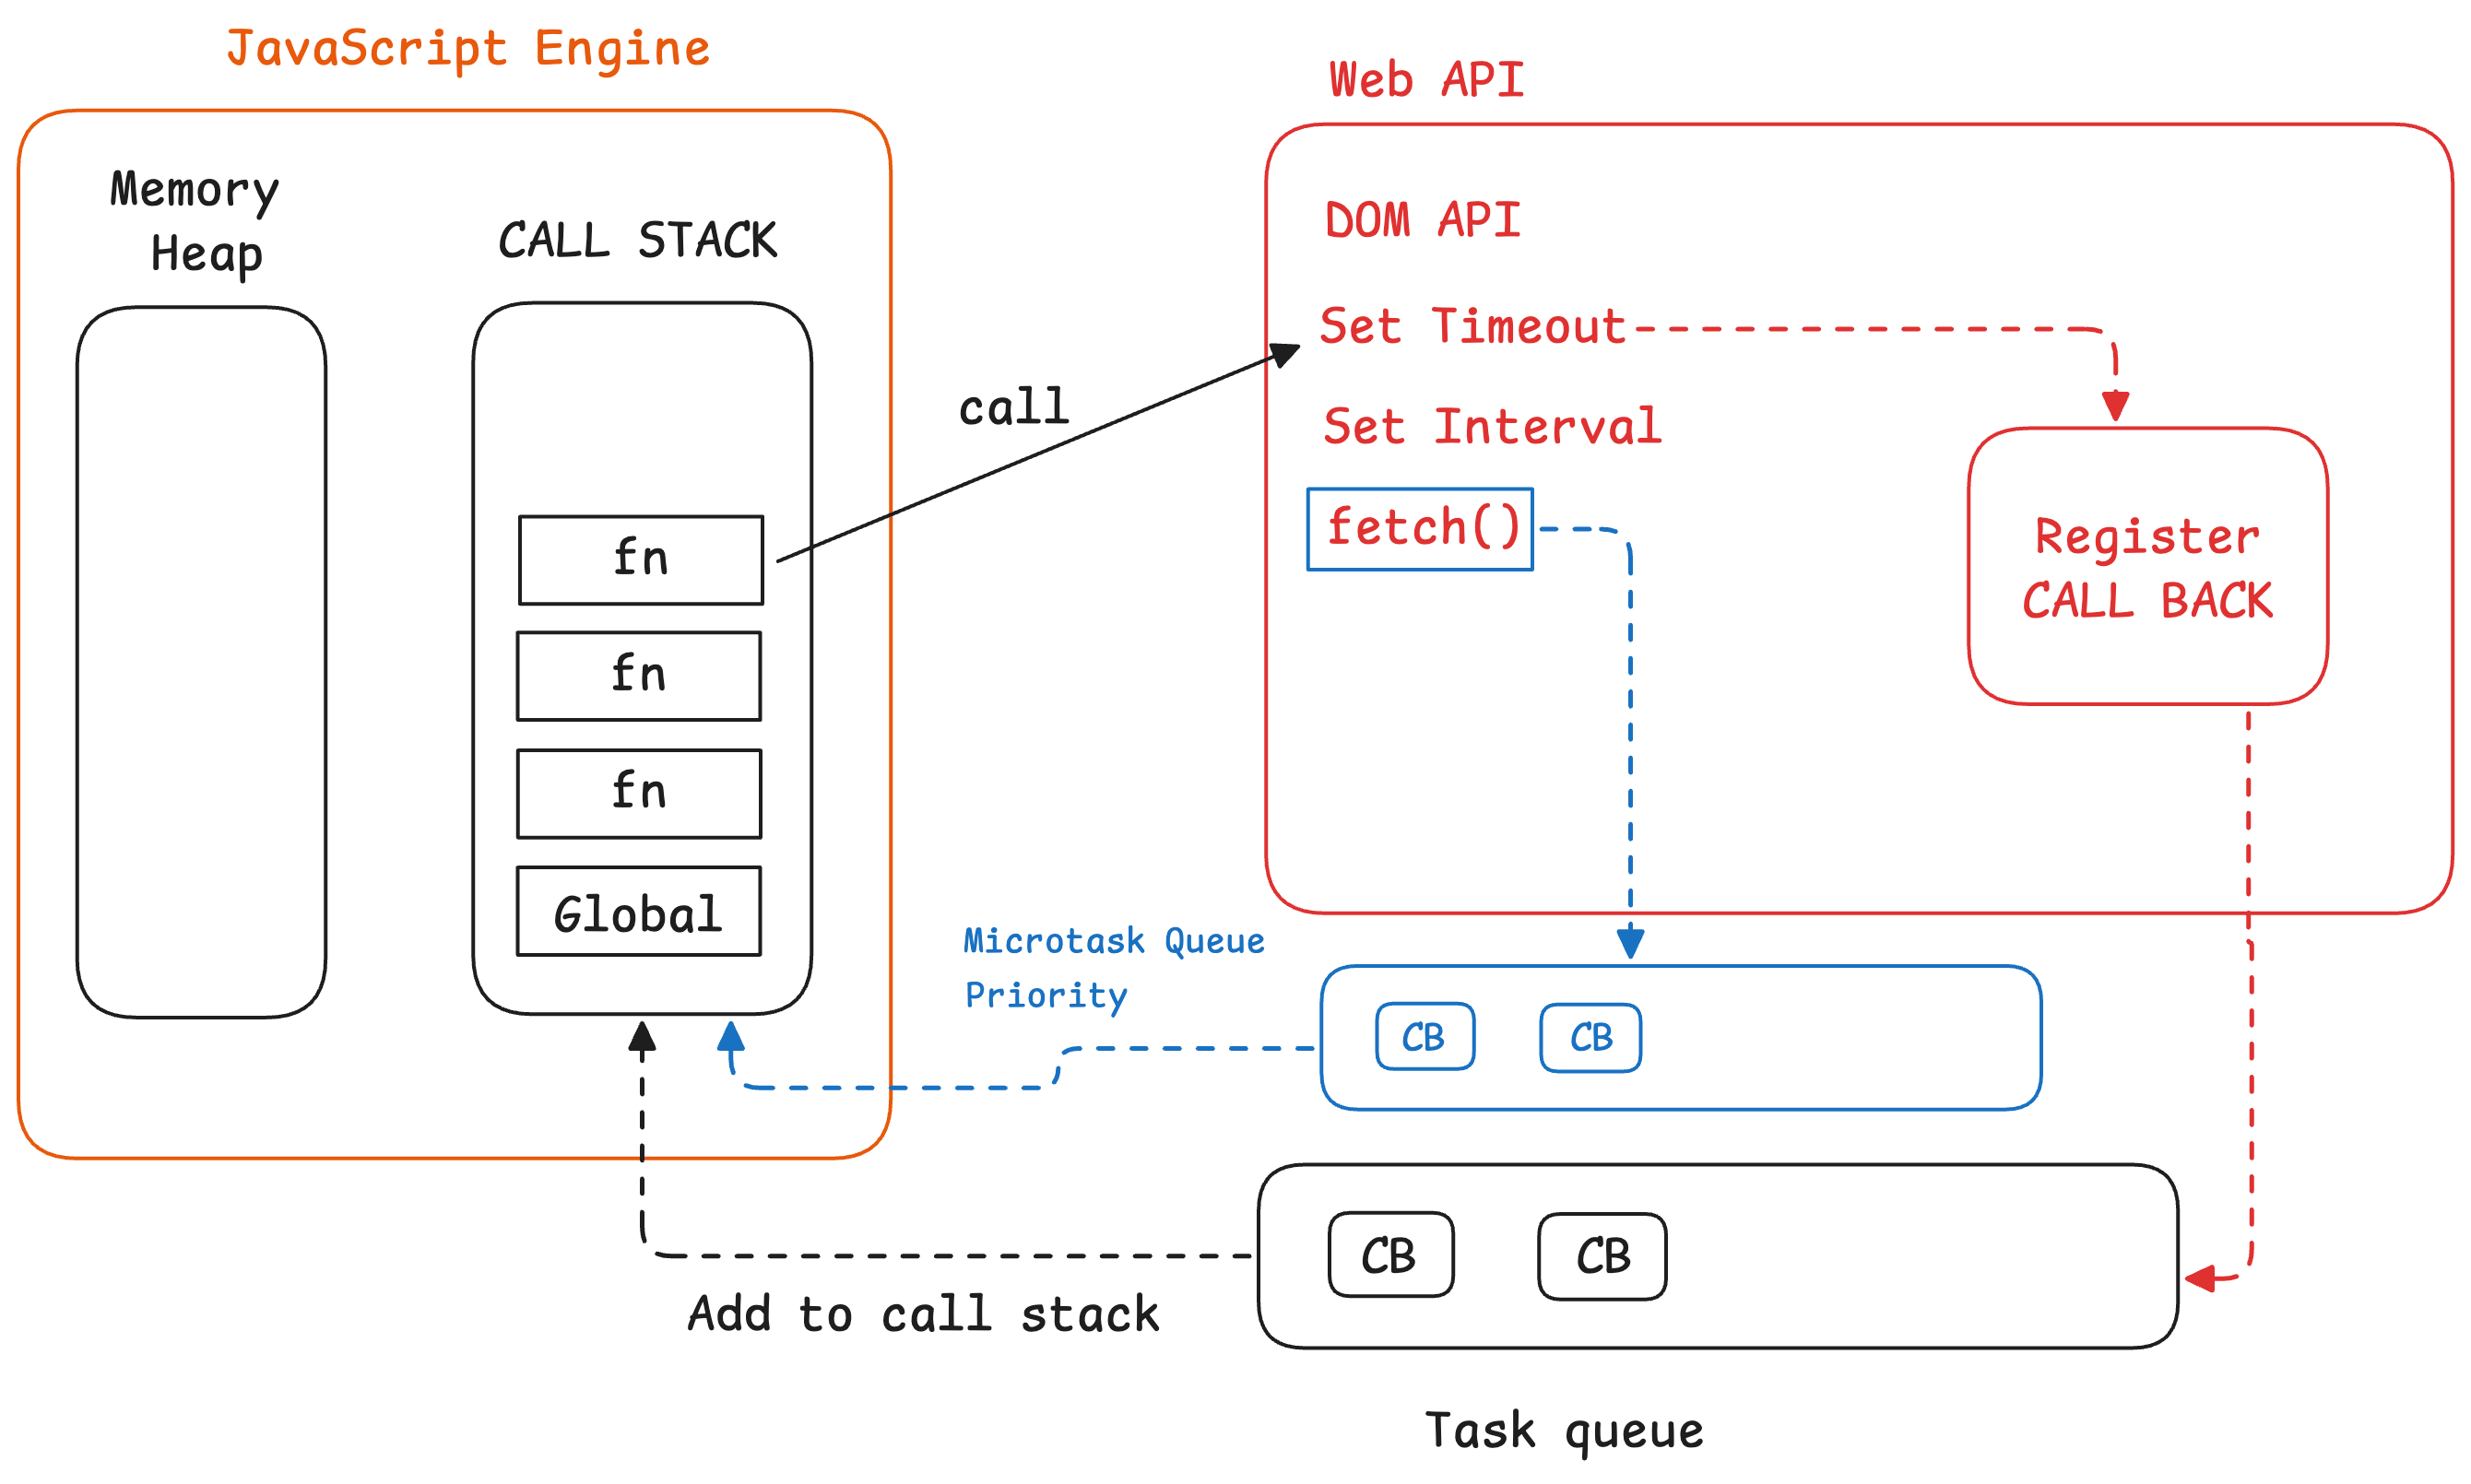 JavaScript Engine
Memory
Heap
CALL STACK
fn
fn
fn
Global
call
Web API
DOM API
Set Timeout
Set Interval
fetch()
Register
CALL BACK
Microtask Queue
Priority
CB
CB
CB
CB
Add to call stack
Task queue